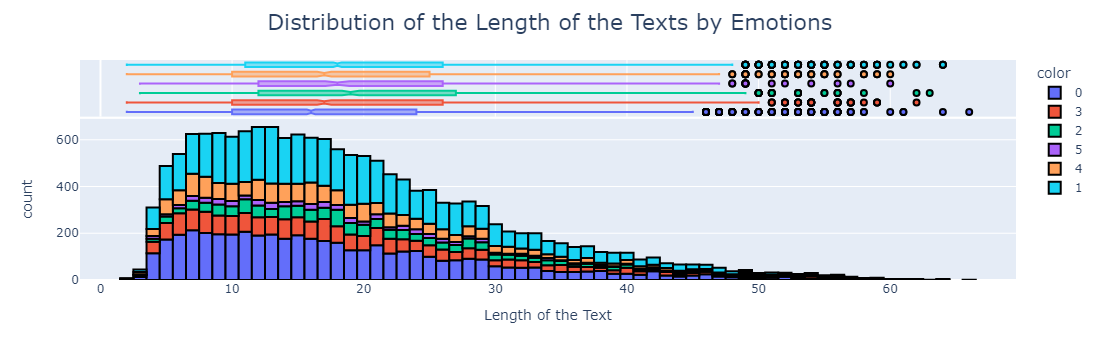 Distribution of the Length of the Texts by Emotions
color
0
3
2
5
4
1
600
400
200
0
count
0 10 20 30 40 50 60
Length of the Text